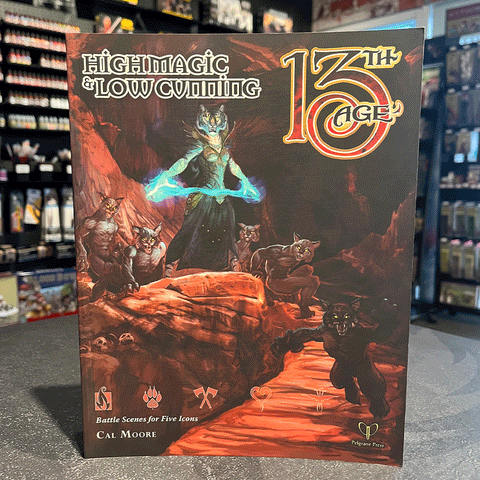 HIGH MAGIC
& LOW CUNNING
13TH
AGE
Battle Scenes for Five Icons
CAL MOORE
Pelgrane Press